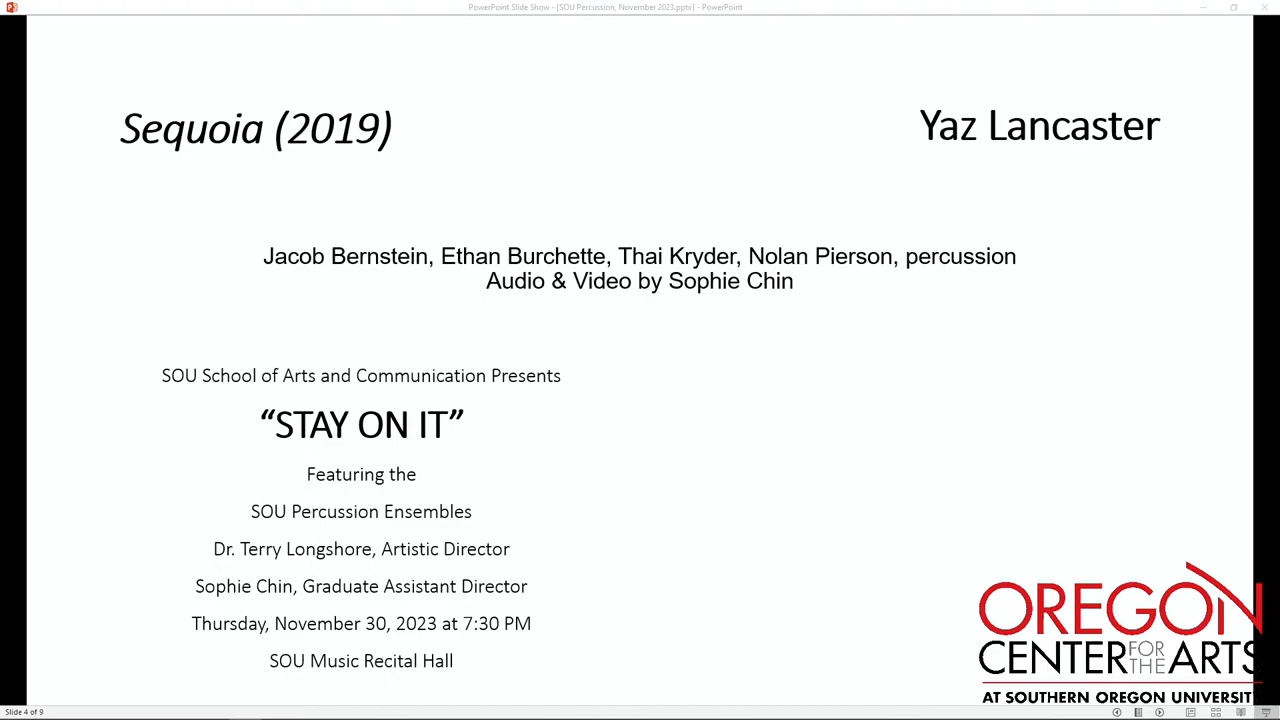 PowerPoint Slide Show - [SOU Percussion, November 2023.pptx] - PowerPoint
Sequoia (2019)
Yaz Lancaster
Jacob Bernstein, Ethan Burchette, Thai Kryder, Nolan Pierson, percussion
Audio & Video by Sophie Chin
SOU School of Arts and Communication Presents
“STAY ON IT”
Featuring the
SOU Percussion Ensembles
Dr. Terry Longshore, Artistic Director
Sophie Chin, Graduate Assistant Director
Thursday, November 30, 2023 at 7:30 PM
SOU Music Recital Hall
OREGON
CENTER FOR THE ARTS
AT SOUTHERN OREGON UNIVERSIT
Slide 4 of 9